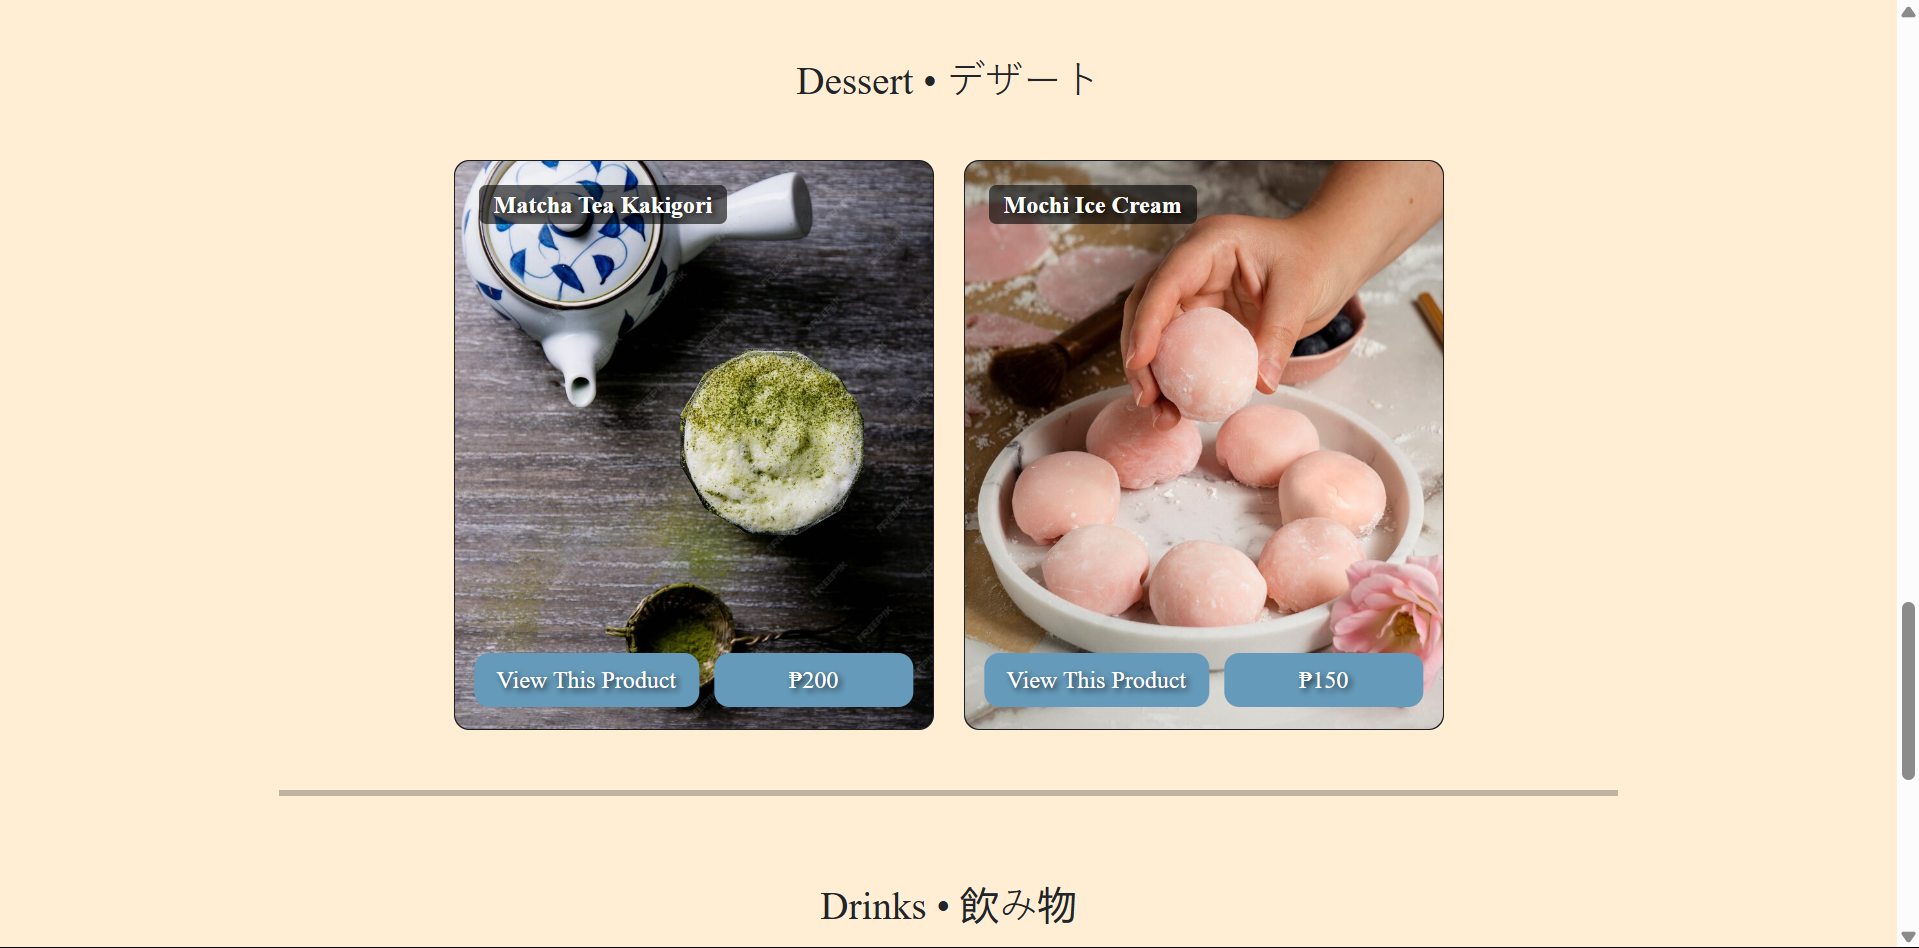 Dessert • デザート
Matcha Tea Kakigori
Mochi Ice Cream
View This Product
₱200
View This Product
₱150
Drinks • 飲み物
FREEPIK